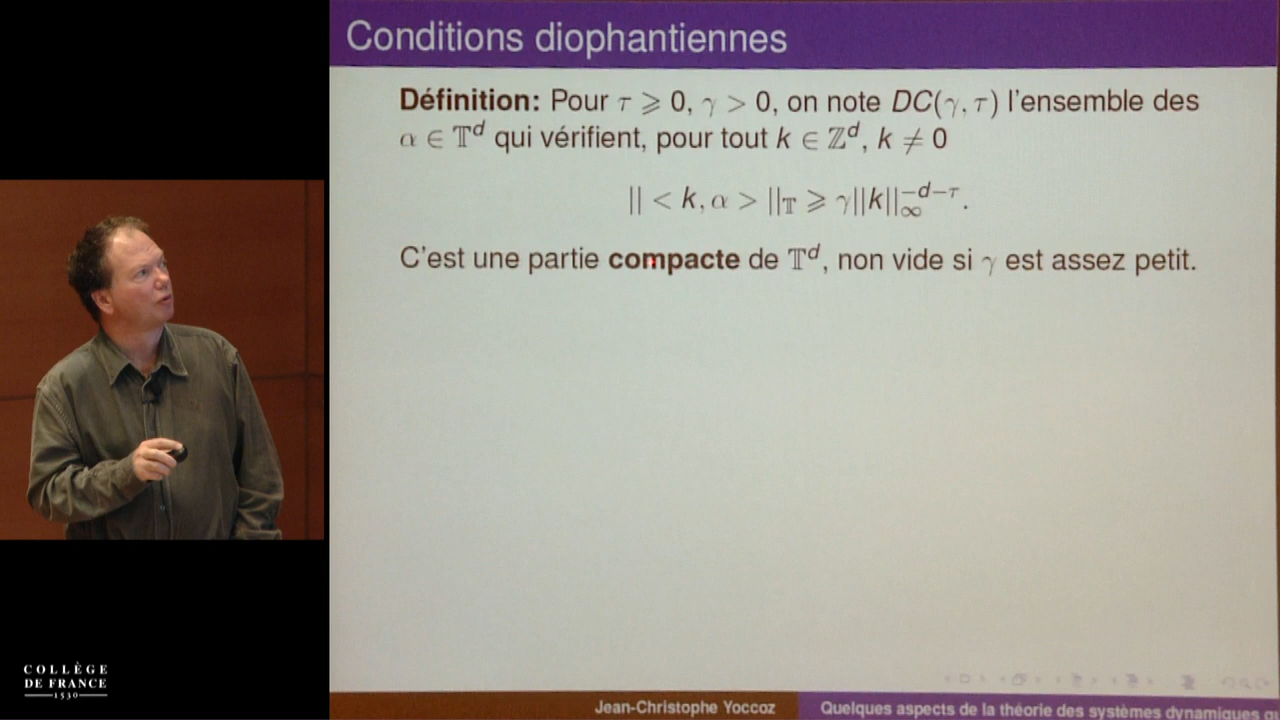 Conditions diophantiennes
Définition: Pour τ ⩾ 0, γ > 0, on note DC(γ, τ) l'ensemble des
α ∈ 𝕋^d qui vérifient, pour tout k ∈ ℤ^d, k ≠ 0
|| < k, α > ||_𝕋 ⩾ γ||k||_∞^{-d-τ}.
C'est une partie compacte de 𝕋^d, non vide si γ est assez petit.
COLLÈGE
DE FRANCE
1530
Jean-Christophe Yoccoz
Quelques aspects de la théorie des systèmes dynamiques